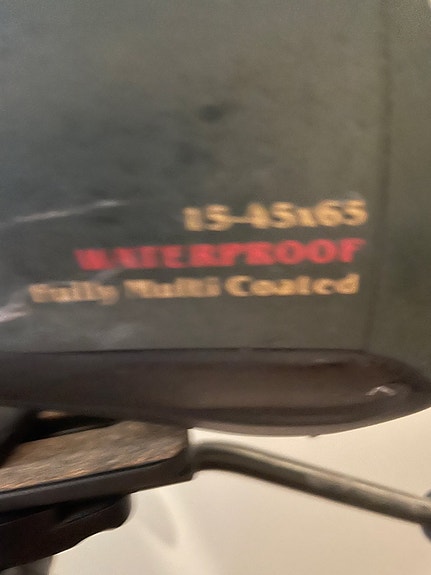 15-45x65
WATERPROOF
Fully Multi Coated